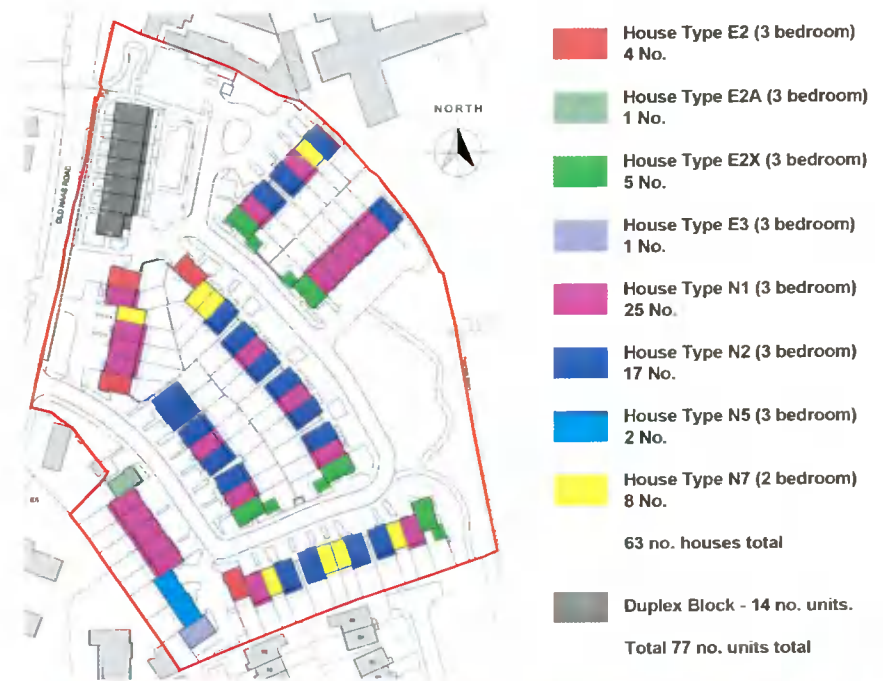 NORTH
OLD NAAS ROAD
House Type E2 (3 bedroom)
4 No.
House Type E2A (3 bedroom)
1 No.
House Type E2X (3 bedroom)
5 No.
House Type E3 (3 bedroom)
1 No.
House Type N1 (3 bedroom)
25 No.
House Type N2 (3 bedroom)
17 No.
House Type N5 (3 bedroom)
2 No.
House Type N7 (2 bedroom)
8 No.
63 no. houses total
Duplex Block - 14 no. units.
Total 77 no. units total